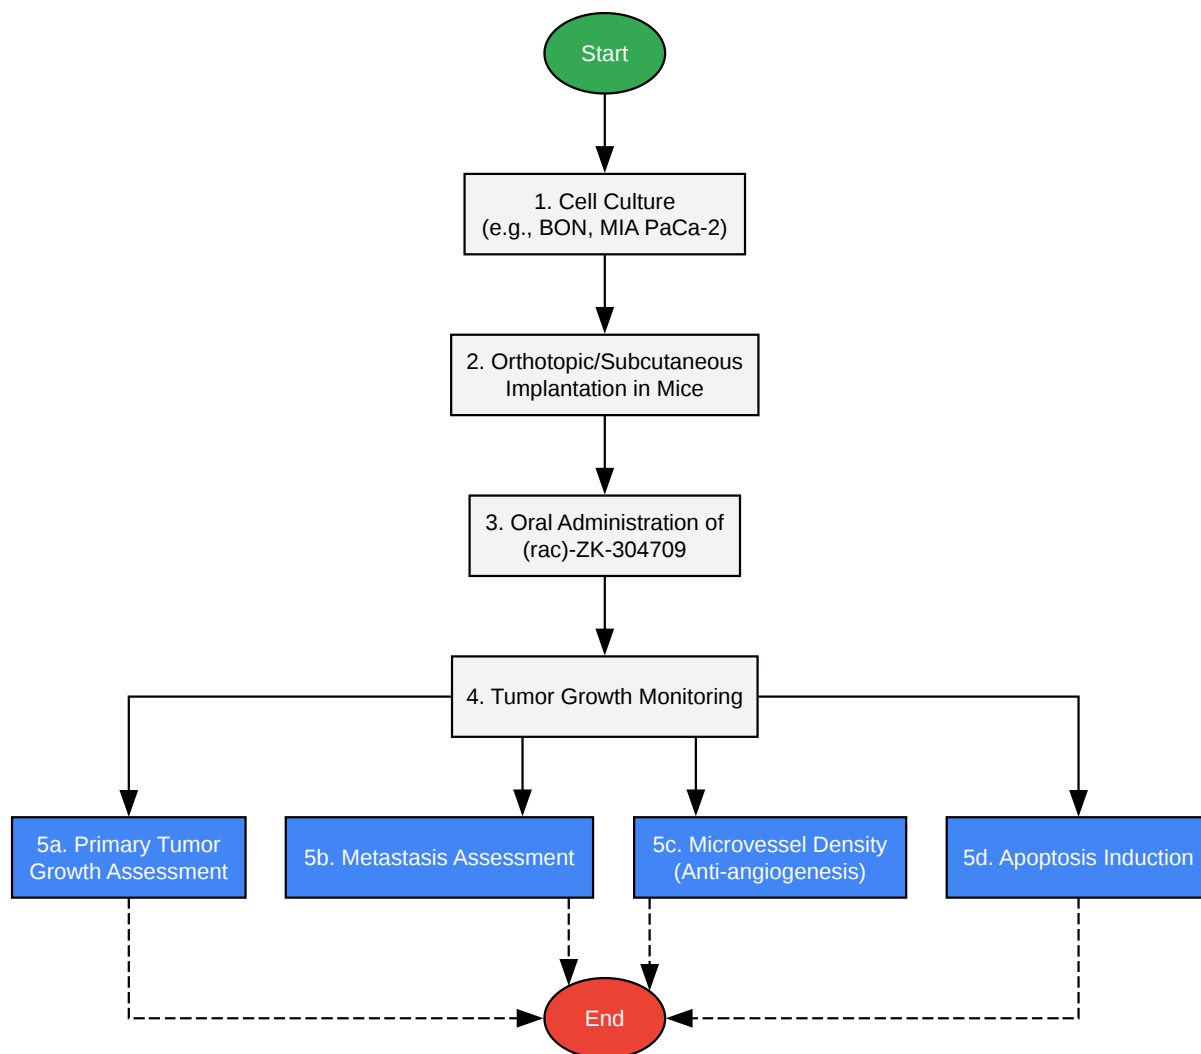 Start
1. Cell Culture
(e.g., BON, MIA PaCa-2)
2. Orthotopic/Subcutaneous
Implantation in Mice
3. Oral Administration of
(rac)-ZK-304709
4. Tumor Growth Monitoring
5a. Primary Tumor
Growth Assessment
5b. Metastasis Assessment
5c. Microvessel Density
(Anti-angiogenesis)
5d. Apoptosis Induction
End